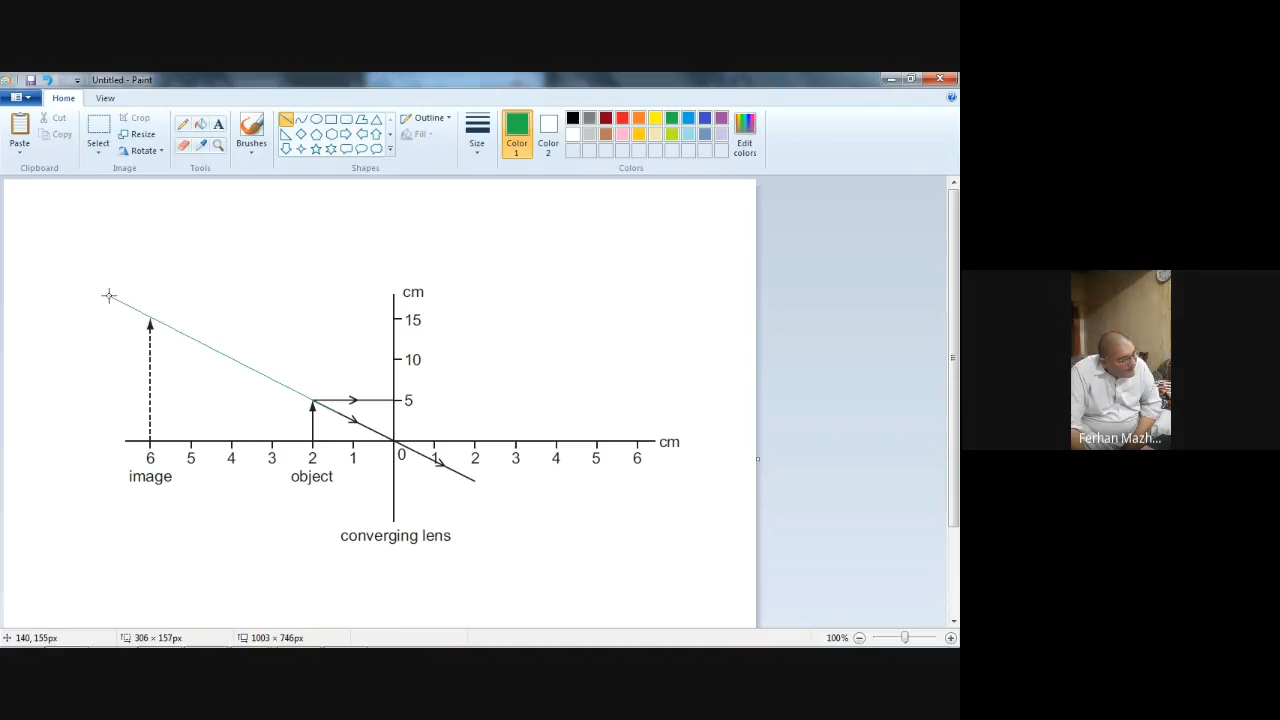 Untitled - Paint
Home View
Paste
Cut
Copy
Clipboard
Select
Crop
Resize
Rotate
Image
A
Tools
Brushes
Outline
Fill
Shapes
Size
Color 1
Color 2
Edit colors
Colors
cm
15
10
5
cm
6 5 4 3 2 1 0 1 2 3 4 5 6
image object
converging lens
Ferhan Mazh...
140, 155px 306 × 157px 1003 × 746px 100%